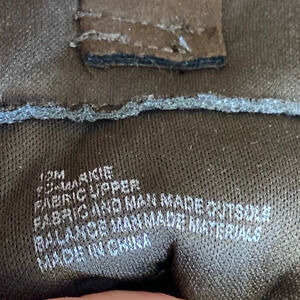 12M
FABRIC UPPER
FABRIC AND MAN MADE OUTSOLE
BALANCE MAN MADE MATERIALS
MADE IN CHINA